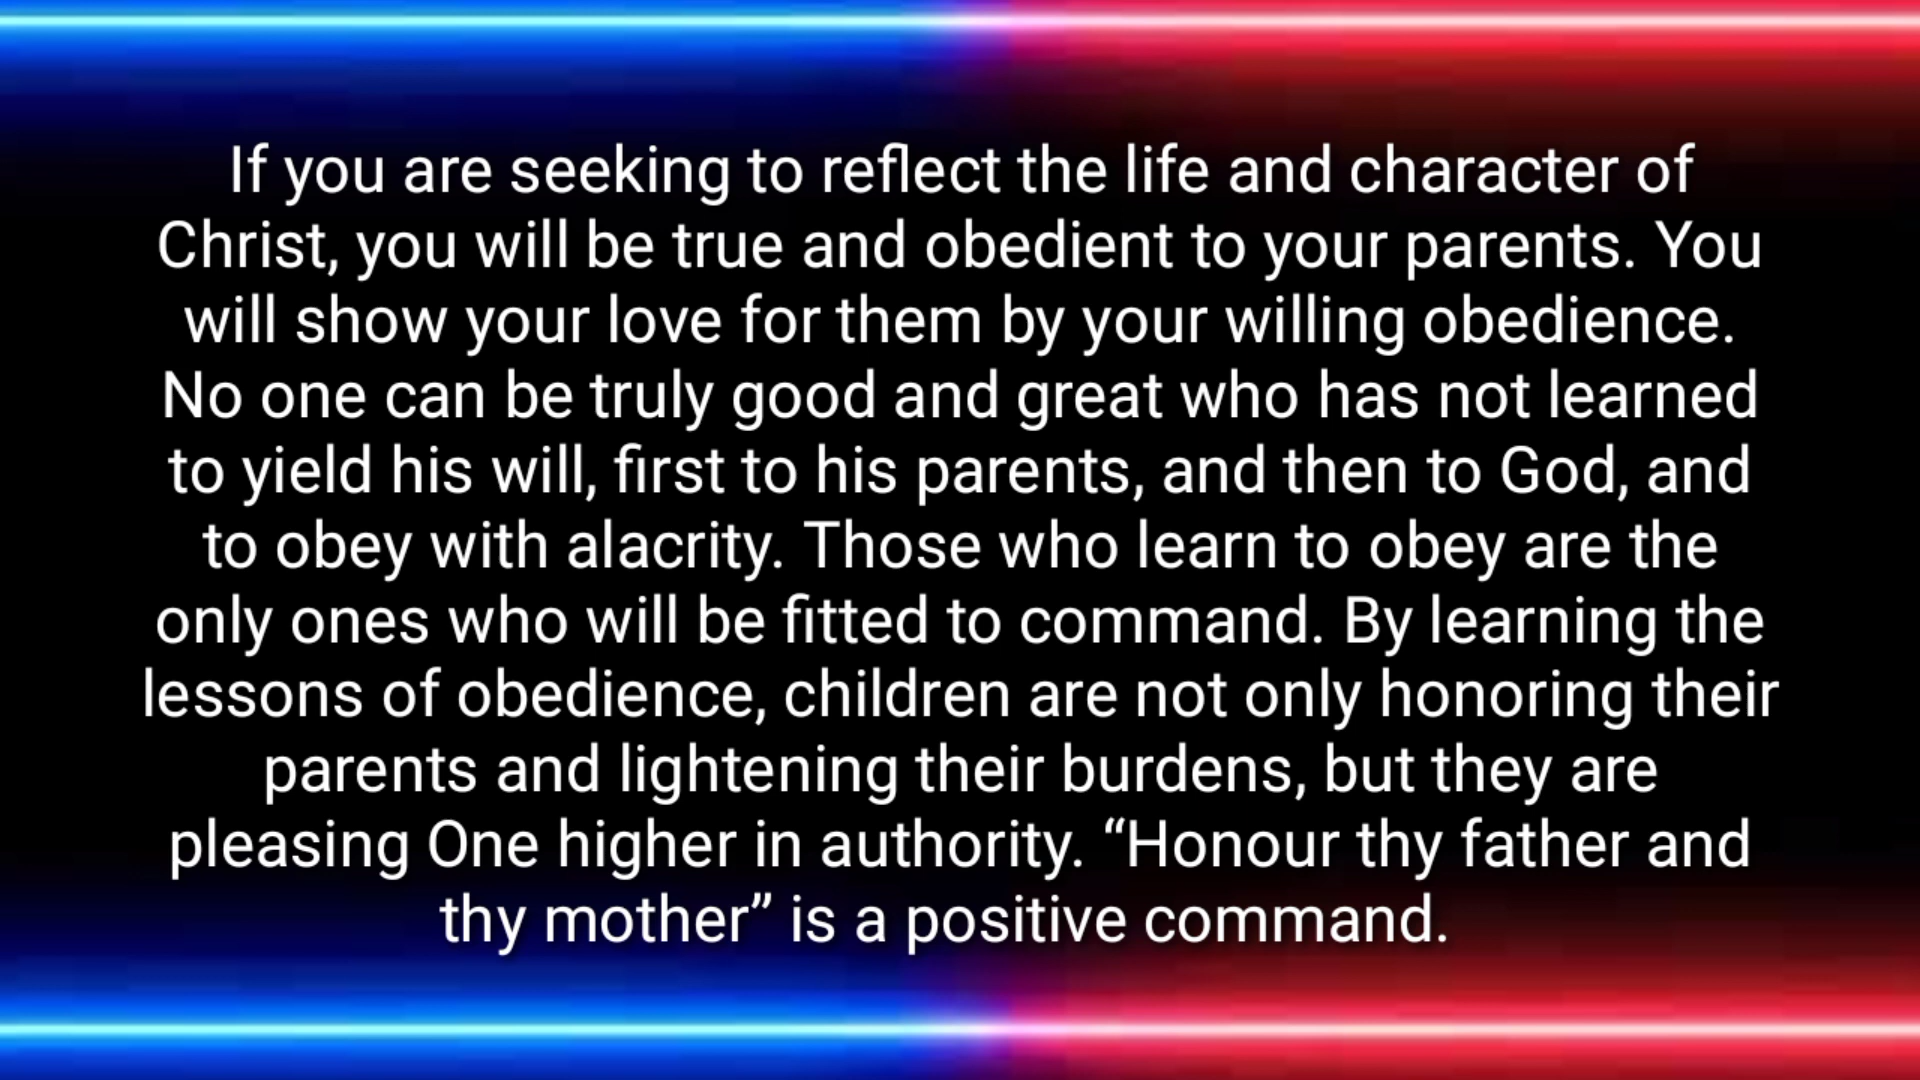 If you are seeking to reflect the life and character of
Christ, you will be true and obedient to your parents. You
will show your love for them by your willing obedience.
No one can be truly good and great who has not learned
to yield his will, first to his parents, and then to God, and
to obey with alacrity. Those who learn to obey are the
only ones who will be fitted to command. By learning the
lessons of obedience, children are not only honoring their
parents and lightening their burdens, but they are
pleasing One higher in authority. “Honour thy father and
thy mother” is a positive command.